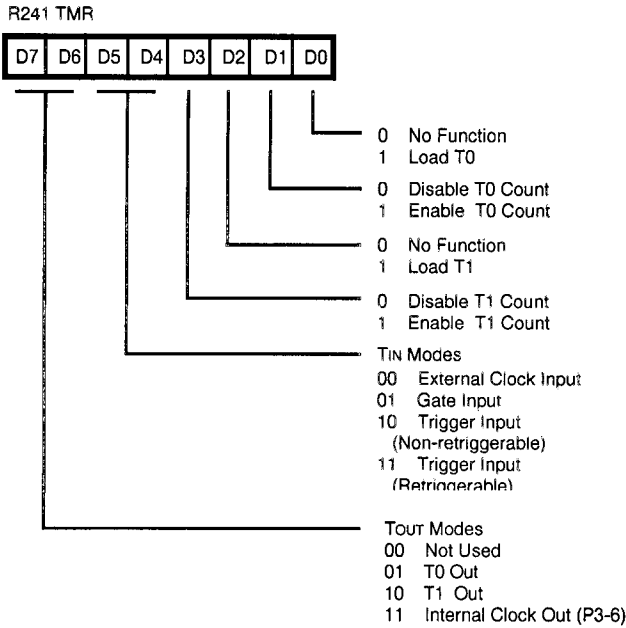 R241 TMR
D7 D6 D5 D4 D3 D2 D1 D0
0 No Function
1 Load T0
0 Disable T0 Count
1 Enable T0 Count
0 No Function
1 Load T1
0 Disable T1 Count
1 Enable T1 Count
TIN Modes
00 External Clock Input
01 Gate Input
10 Trigger Input
(Non-retriggerable)
11 Trigger Input
(Retriggerable)
TOUT Modes
00 Not Used
01 T0 Out
10 T1 Out
11 Internal Clock Out (P3-6)